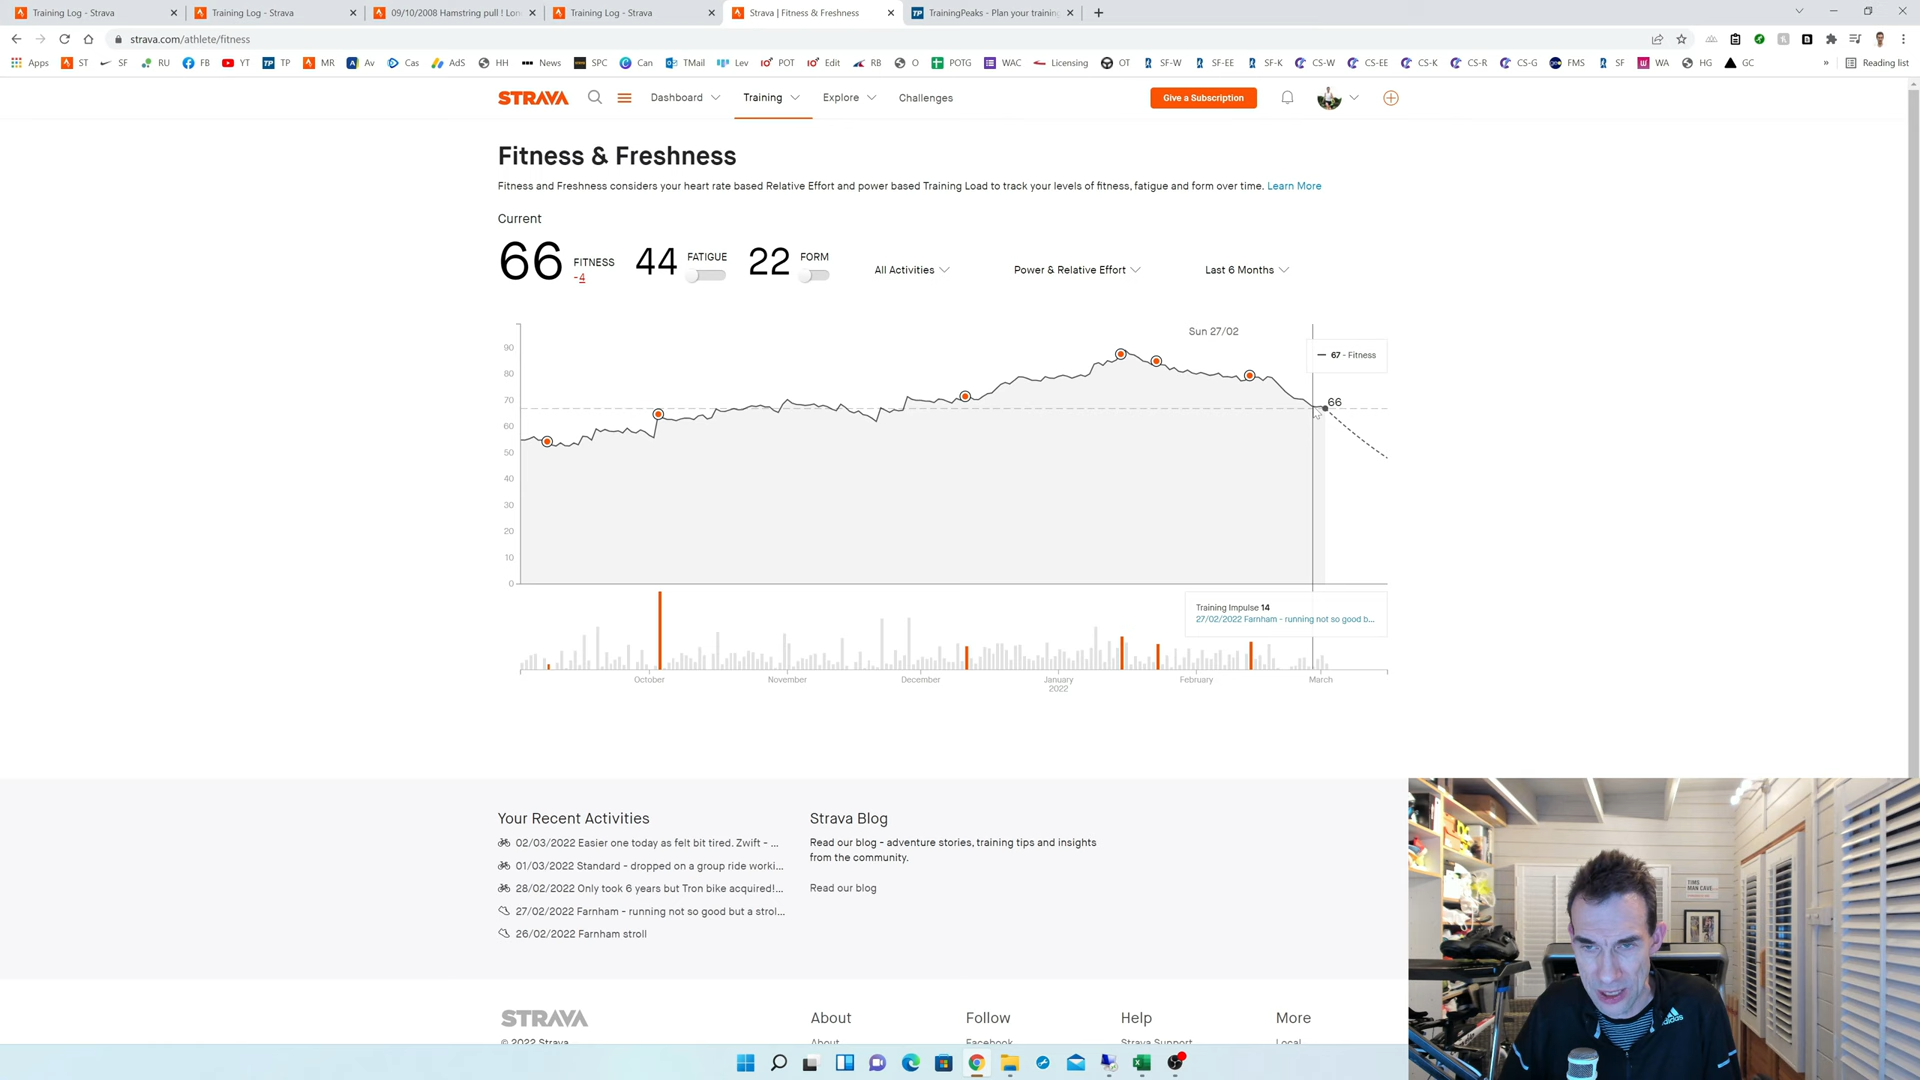 Training Log - Strava
Training Log - Strava
09/10/2008 Hamstring pull ! Lon
Training Log - Strava
Strava | Fitness & Freshness
TrainingPeaks - Plan your training
strava.com/athlete/fitness
Apps ST SF RU FB YT TP MR Av Cas AdS HH News SPC Can TMail Lev POT Edit RB O POTG WAC Licensing OT SF-W SF-EE SF-K CS-W CS-EE CS-K CS-R CS-G FMS SF WA HG GC » Reading list
STRAVA Dashboard Training Explore Challenges Give a Subscription
Fitness & Freshness
Fitness and Freshness considers your heart rate based Relative Effort and power based Training Load to track your levels of fitness, fatigue and form over time. Learn More
Current
66 FITNESS -4 44 FATIGUE 22 FORM All Activities Power & Relative Effort Last 6 Months
Sun 27/02
67 - Fitness
90
80
70
66
60
50
40
30
20
10
0
Training Impulse 14
27/02/2022 Farnham - running not so good b...
October November December January February March
2022
Your Recent Activities
02/03/2022 Easier one today as felt bit tired. Zwift - ...
01/03/2022 Standard - dropped on a group ride worki...
28/02/2022 Only took 6 years but Tron bike acquired!...
27/02/2022 Farnham - running not so good but a strol...
26/02/2022 Farnham stroll
Strava Blog
Read our blog - adventure stories, training tips and insights
from the community.
Read our blog
TIMS
MAN CAVE
adidas
STRAVA
© 2022 Strava
About
About
Follow
Facebook
Help
Strava Support
More
Local